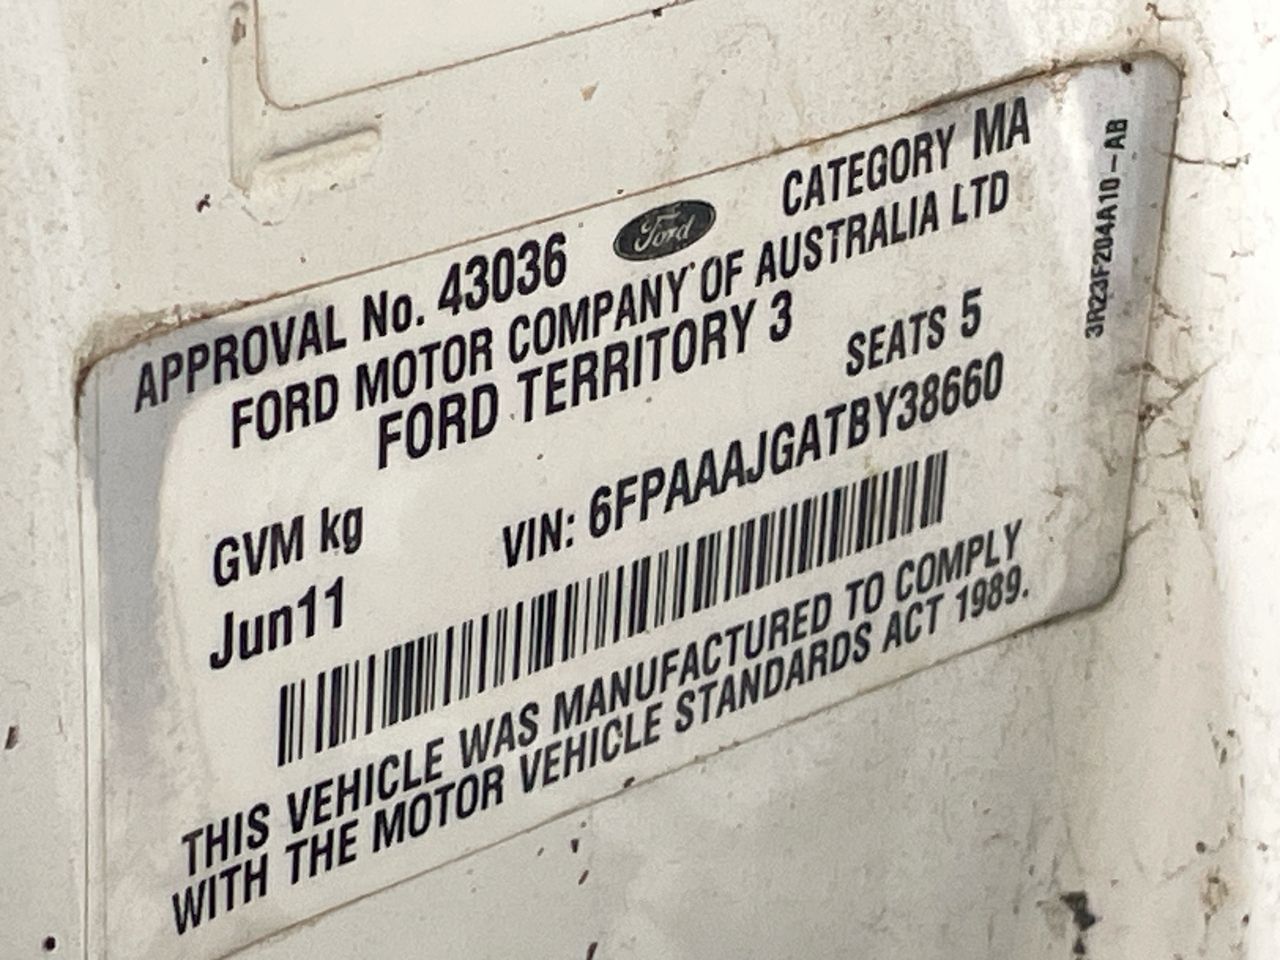 APPROVAL No. 43036 Ford CATEGORY MA
FORD MOTOR COMPANY OF AUSTRALIA LTD
FORD TERRITORY 3
SEATS 5
GVM kg VIN: 6FPAAAJGATBY38660
Jun11
THIS VEHICLE WAS MANUFACTURED TO COMPLY
WITH THE MOTOR VEHICLE STANDARDS ACT 1989.
3R23F204A10-AB